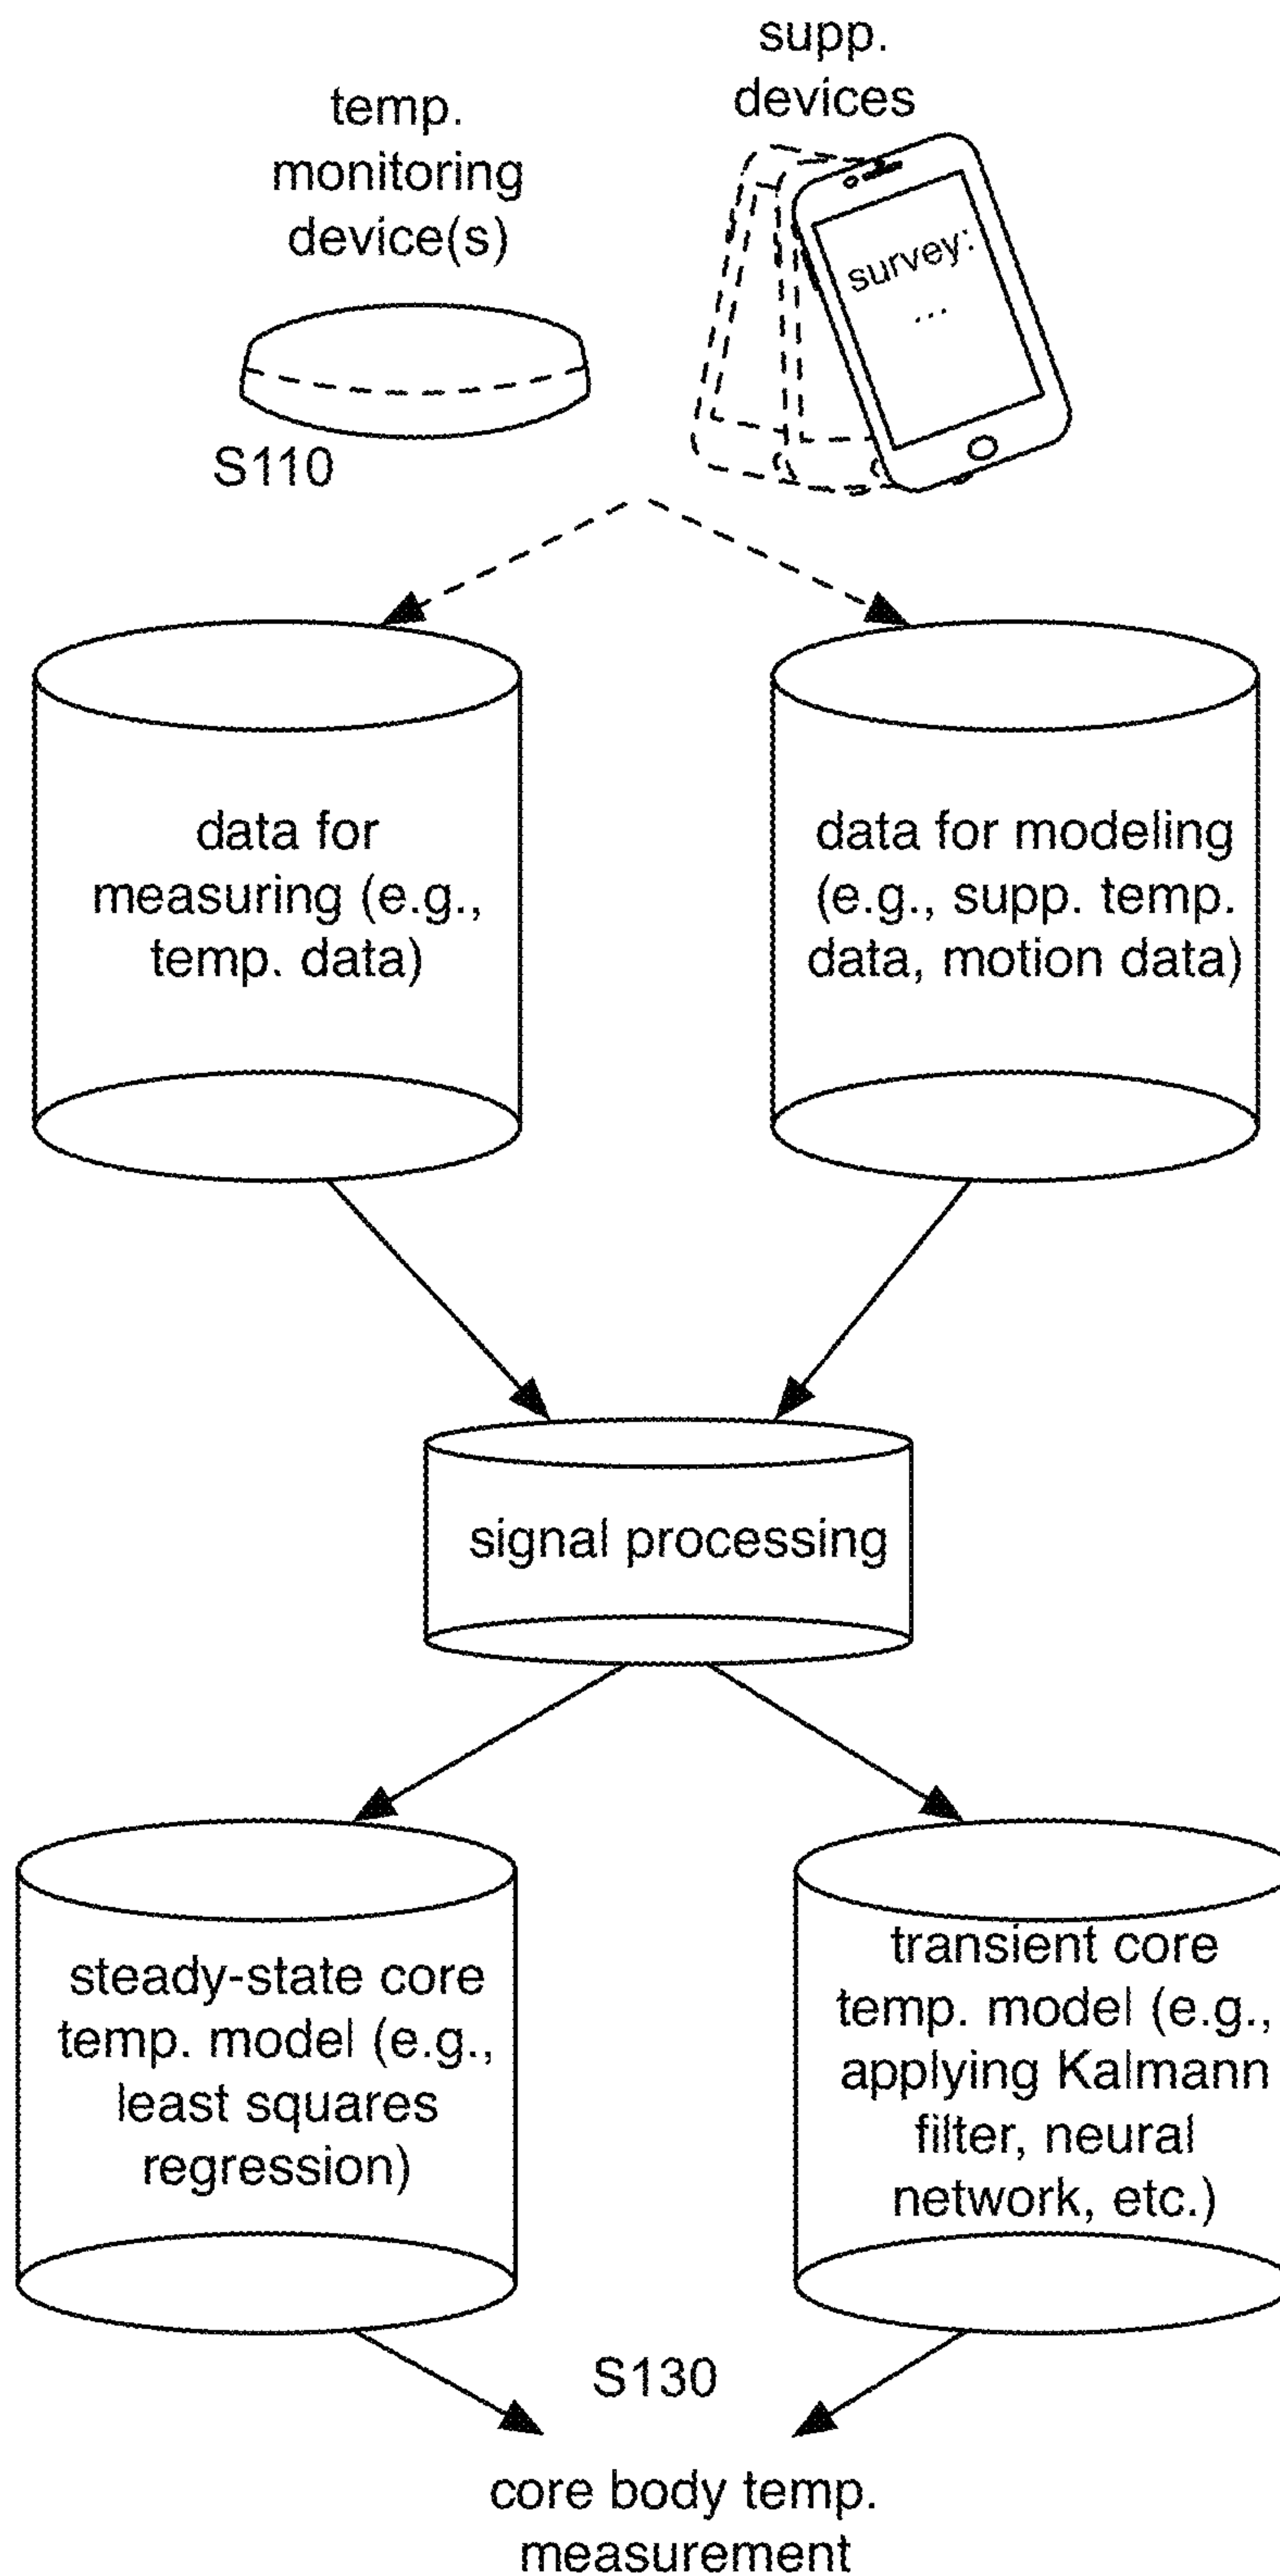 supp.
devices
temp.
monitoring
device(s)
survey:
...
S110
data for
measuring (e.g.,
temp. data)
data for modeling
(e.g., supp. temp.
data, motion data)
signal processing
steady-state core
temp. model (e.g.,
least squares
regression)
transient core
temp. model (e.g.,
applying Kalmann
filter, neural
network, etc.)
S130
core body temp.
measurement